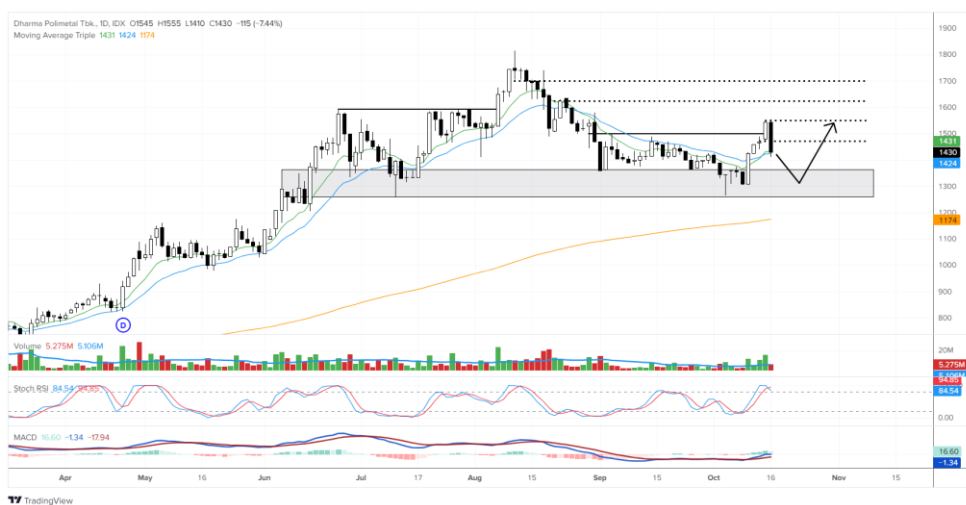 Dharma Polimetal Tbk., 1D, IDX O1545 H1555 L1410 C1430 −115 (−7.44%)
Moving Average Triple 1431 1424 1174
1900
1800
1700
1600
1500
1431
1430
1424
1300
1200
1174
1100
1000
900
800
D
Volume 5.275M 5.106M
20M
5.275M
5.106M
Stoch RSI 84.54 94.85
94.85
84.54
0.00
MACD 16.60 −1.34 −17.94
16.60
−1.34
Apr May 16 Jun Jul 17 Aug 15 Sep 16 Oct 16 Nov 15
TradingView